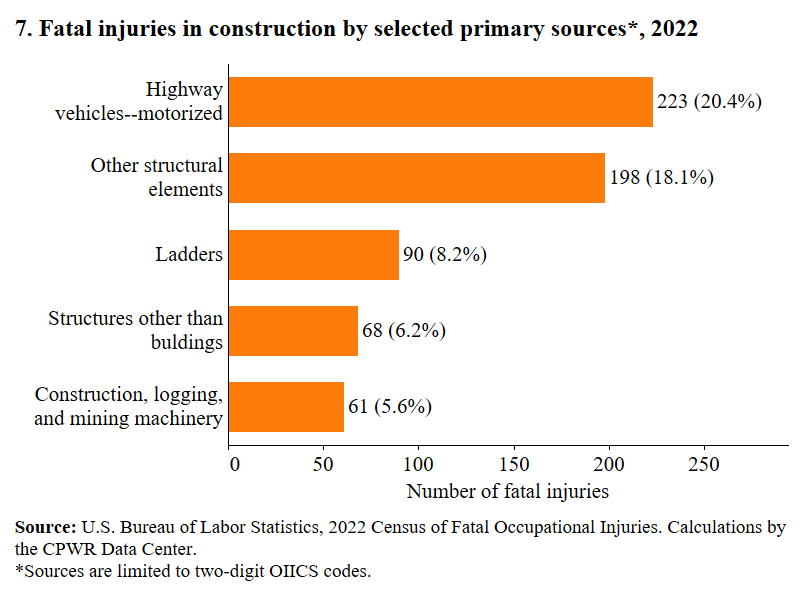 7. Fatal injuries in construction by selected primary sources*, 2022
Highway
vehicles--motorized
223 (20.4%)
Other structural
elements
198 (18.1%)
Ladders
90 (8.2%)
Structures other than
buldings
68 (6.2%)
Construction, logging,
and mining machinery
61 (5.6%)
0 50 100 150 200 250
Number of fatal injuries
Source: U.S. Bureau of Labor Statistics, 2022 Census of Fatal Occupational Injuries. Calculations by
the CPWR Data Center.
*Sources are limited to two-digit OIICS codes.